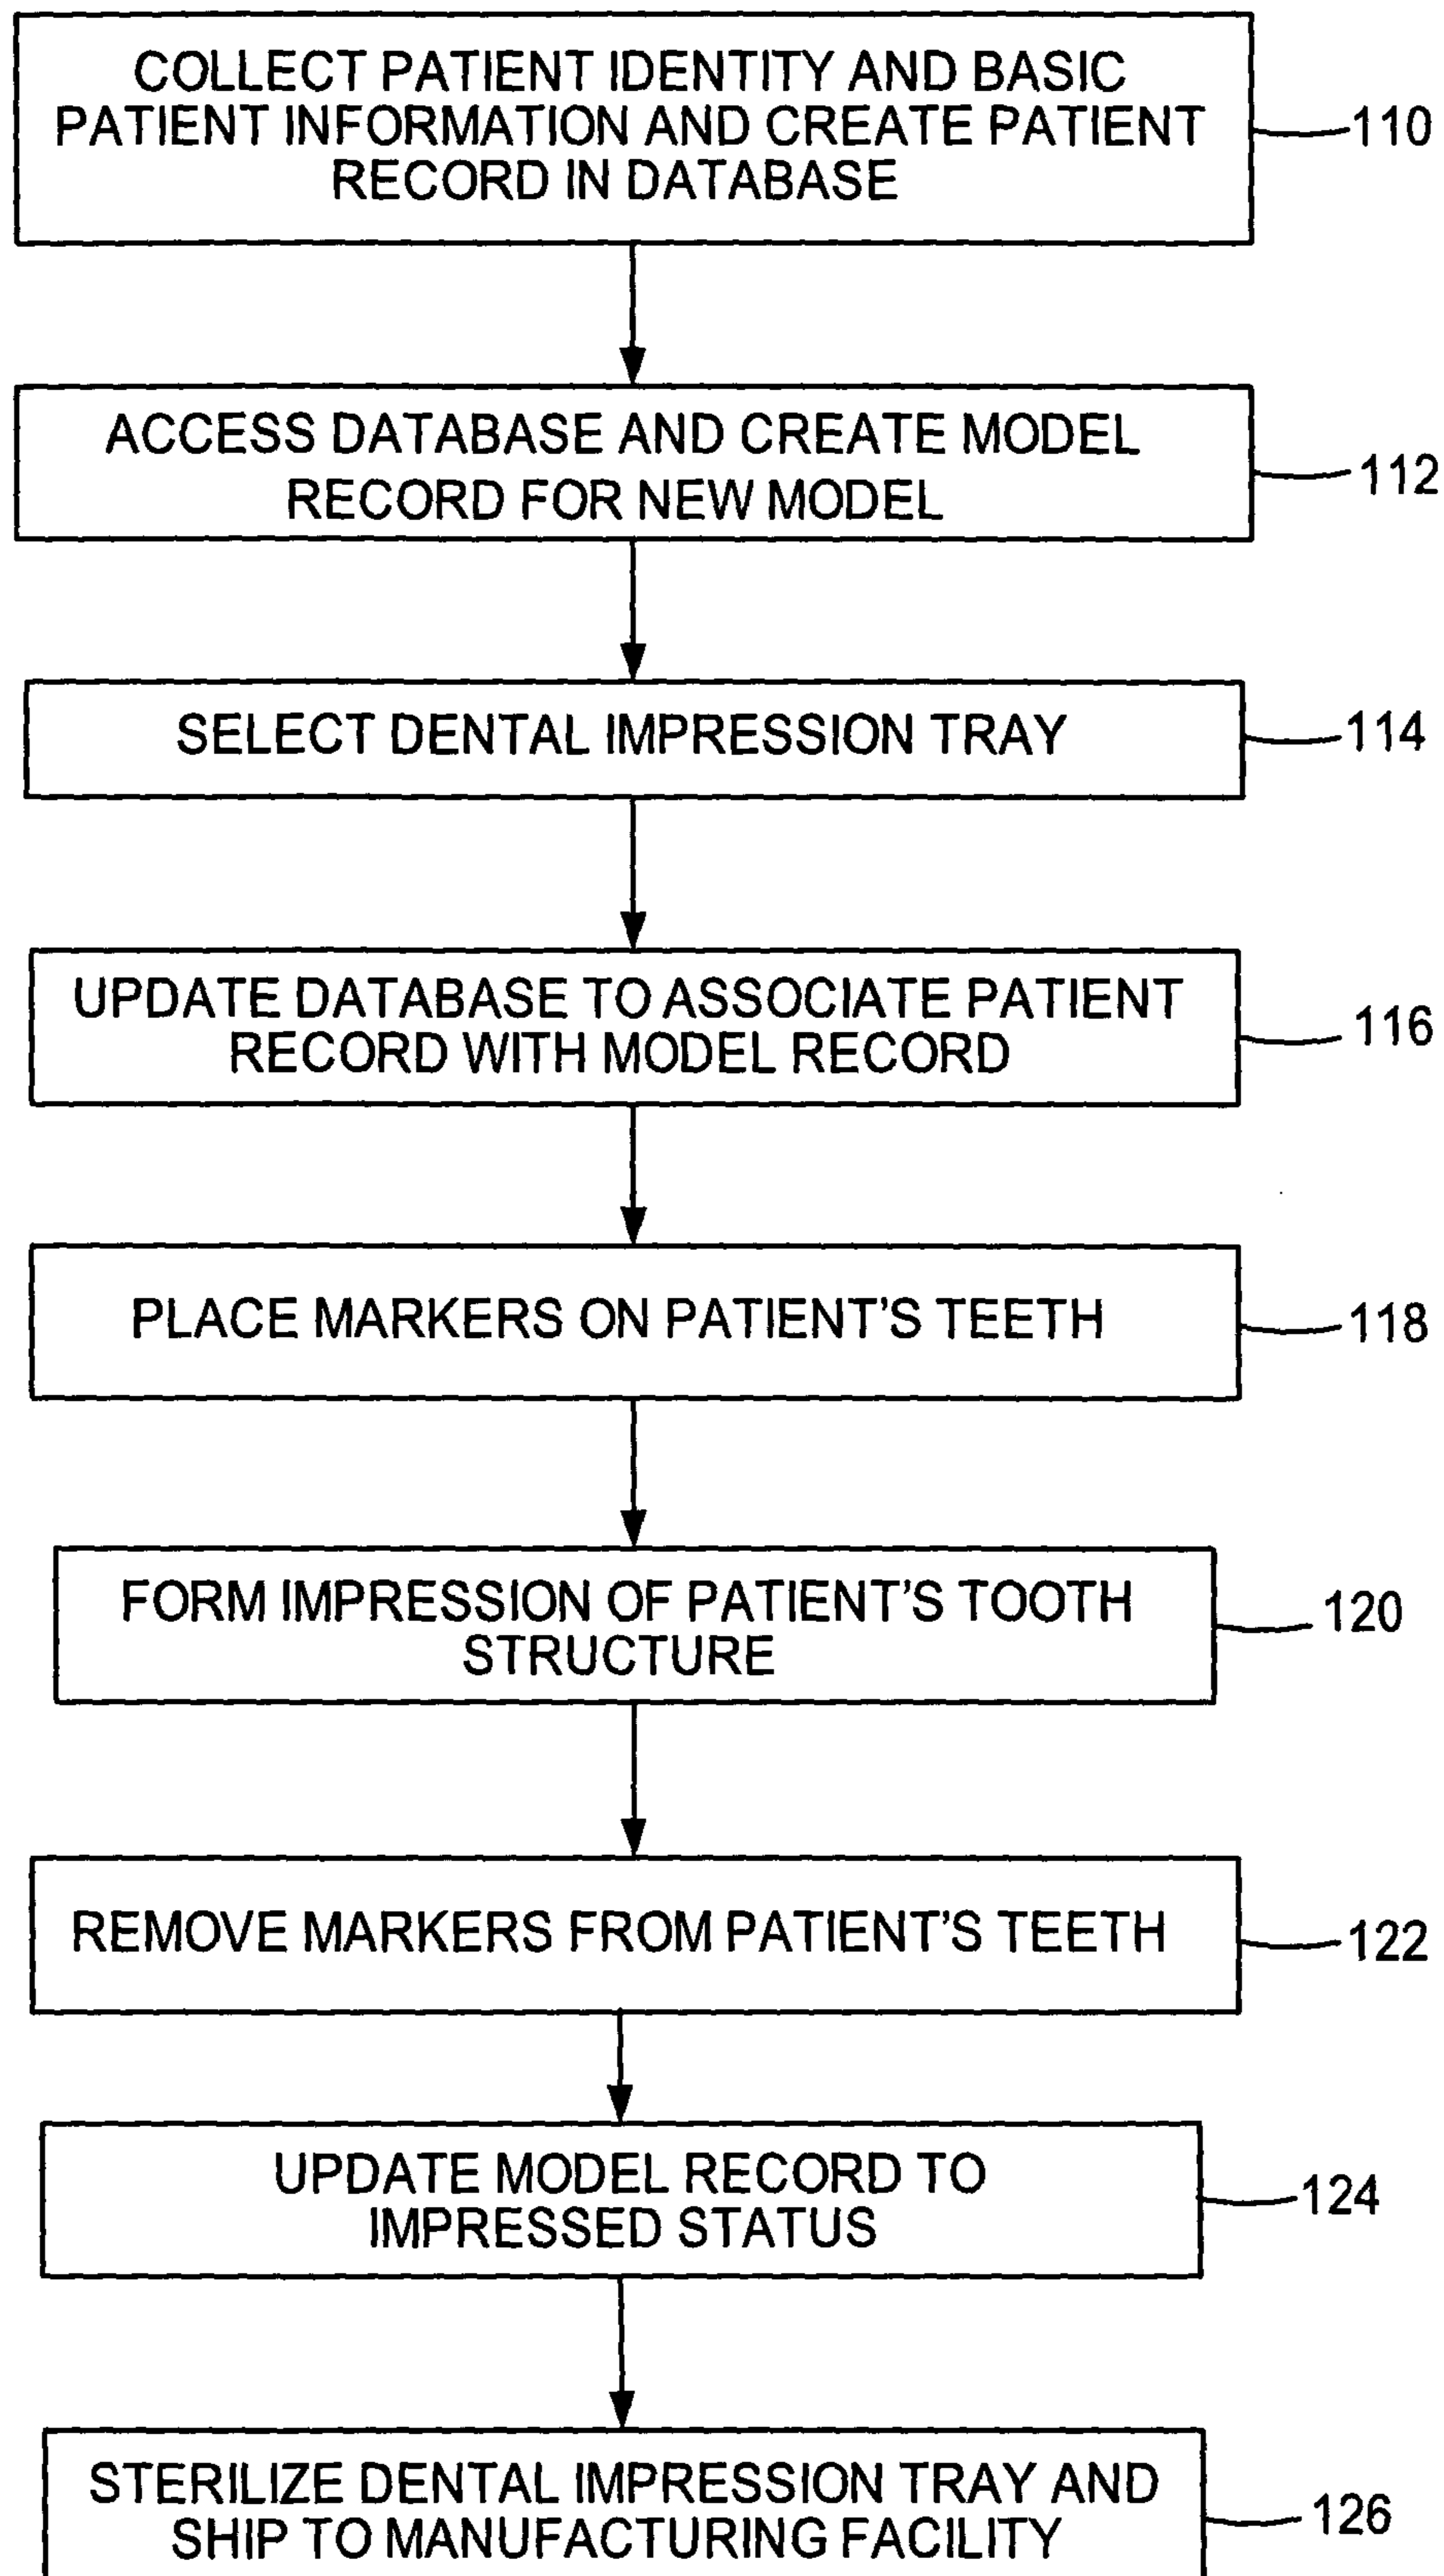 COLLECT PATIENT IDENTITY AND BASIC
PATIENT INFORMATION AND CREATE PATIENT
RECORD IN DATABASE
110
ACCESS DATABASE AND CREATE MODEL
RECORD FOR NEW MODEL
112
SELECT DENTAL IMPRESSION TRAY
114
UPDATE DATABASE TO ASSOCIATE PATIENT
RECORD WITH MODEL RECORD
116
PLACE MARKERS ON PATIENT'S TEETH
118
FORM IMPRESSION OF PATIENT'S TOOTH
STRUCTURE
120
REMOVE MARKERS FROM PATIENT'S TEETH
122
UPDATE MODEL RECORD TO
IMPRESSED STATUS
124
STERILIZE DENTAL IMPRESSION TRAY AND
SHIP TO MANUFACTURING FACILITY
126